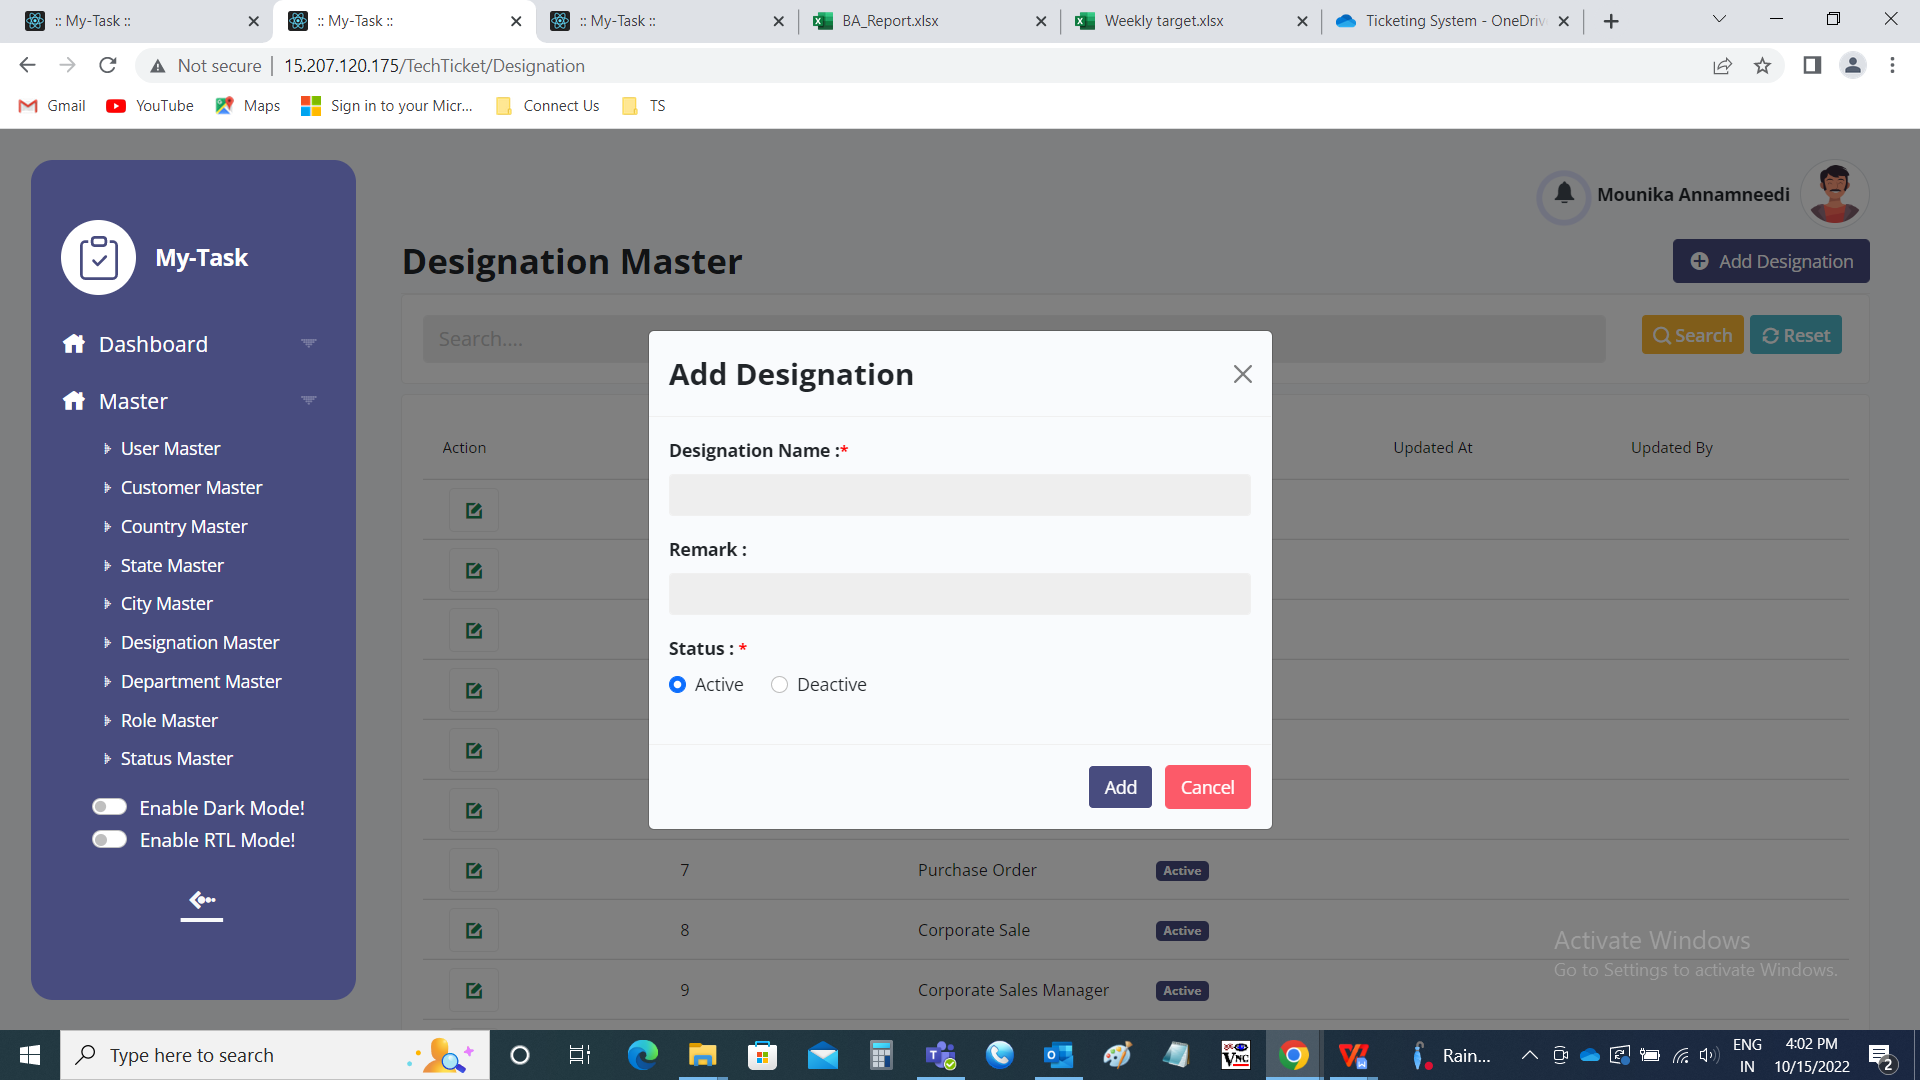 :: My-Task ::
:: My-Task ::
:: My-Task ::
BA_Report.xlsx
Weekly target.xlsx
Ticketing System - OneDriv
Not secure
15.207.120.175/TechTicket/Designation
Gmail
YouTube
Maps
Sign in to your Micr...
Connect Us
TS
My-Task
Dashboard
Master
User Master
Customer Master
Country Master
State Master
City Master
Designation Master
Department Master
Role Master
Status Master
Enable Dark Mode!
Enable RTL Mode!
Mounika Annamneedi
Designation Master
Add Designation
Search....
Search
Reset
Action
Updated At
Updated By
Add Designation
Designation Name :*
Remark :
Status : *
Active
Deactive
Add
Cancel
7 Purchase Order Active
8 Corporate Sale Active
9 Corporate Sales Manager Active
Activate Windows
Go to Settings to activate Windows.
Type here to search
Rain...
ENG
IN
4:02 PM
10/15/2022
2